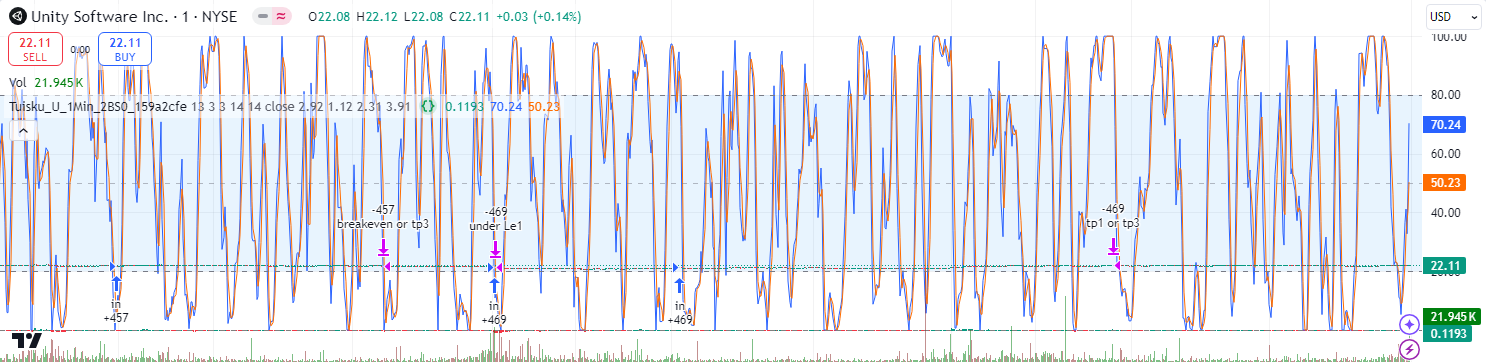 Unity Software Inc. · 1 · NYSE O22.08 H22.12 L22.08 C22.11 +0.03 (+0.14%)
USD
22.11 0.00 22.11
SELL BUY
Vol 21.945K
Tuisku_U_1Min_2BS0_159a2cfe 13 3 3 14 14 close 2.92 1.12 2.31 3.91 0.1193 70.24 50.23
100.00
80.00
70.24
60.00
50.23
40.00
22.11
20.00
21.945K
0.1193
in
+457
-457
breakeven or tp3
-469
under Le1
in
+469
in
+469
-469
tp1 or tp3